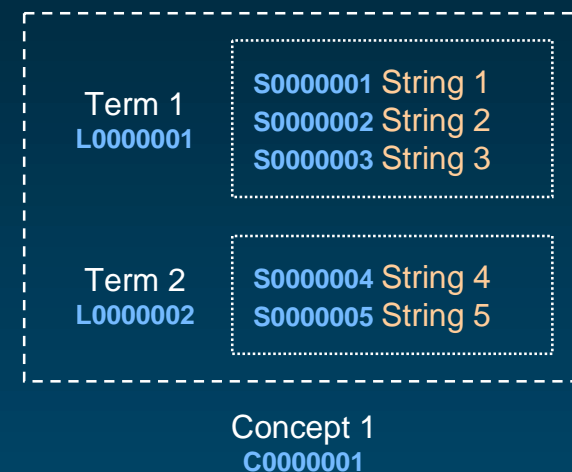 Term 1
L0000001
S0000001 String 1
S0000002 String 2
S0000003 String 3
Term 2
L0000002
S0000004 String 4
S0000005 String 5
Concept 1
C0000001